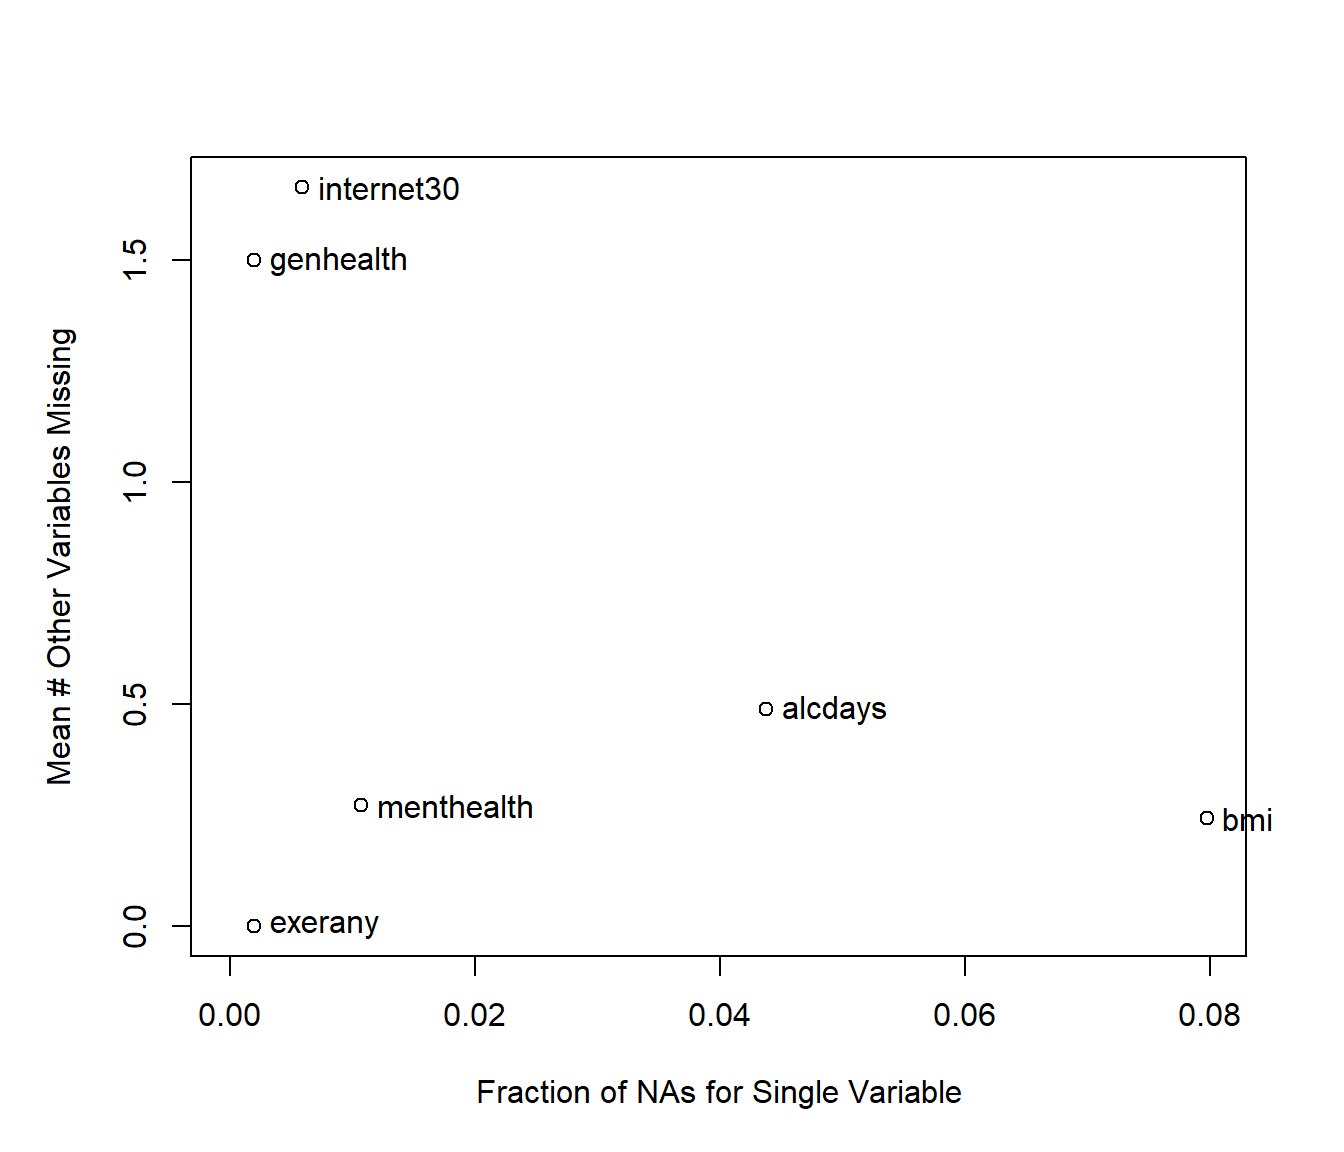 internet30
genhealth
alcdays
menthealth
bmi
exerany
Mean # Other Variables Missing
1.5
1.0
0.5
0.0
0.00 0.02 0.04 0.06 0.08
Fraction of NAs for Single Variable